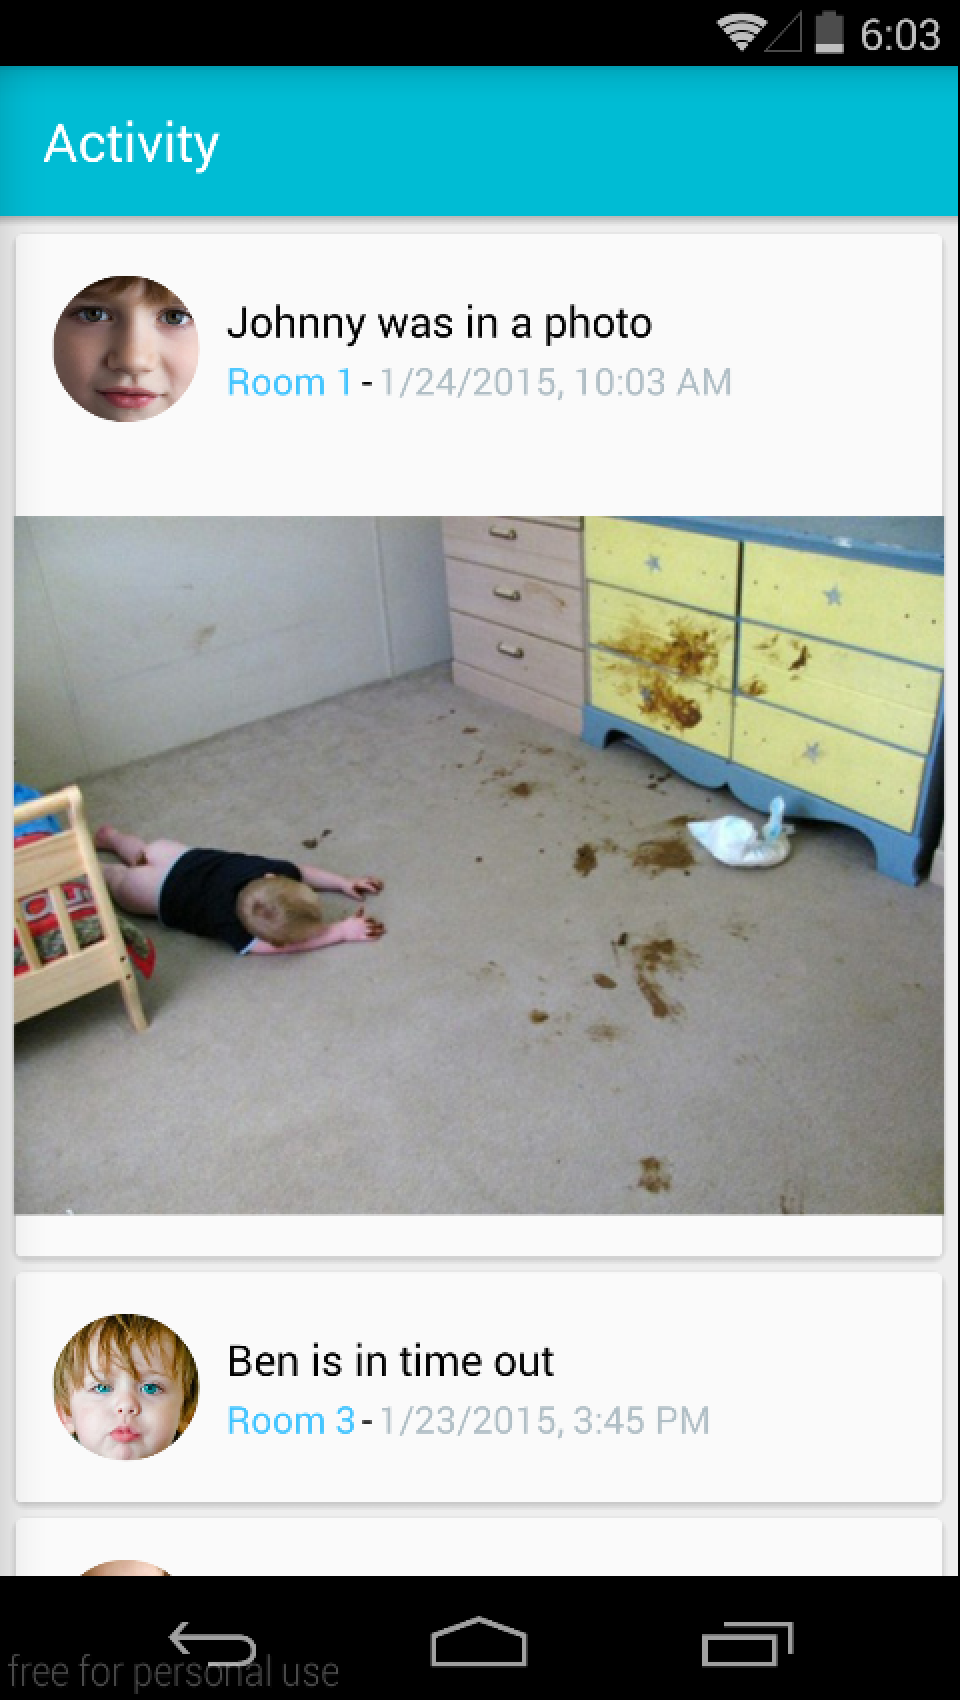 6:03
Activity
Johnny was in a photo
Room 1 - 1/24/2015, 10:03 AM
Ben is in time out
Room 3 - 1/23/2015, 3:45 PM
free for personal use